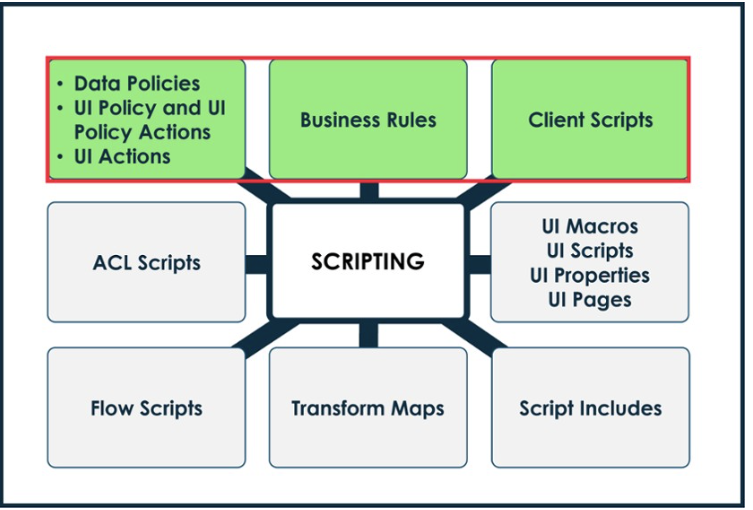 • Data Policies
• UI Policy and UI
Policy Actions
• UI Actions
Business Rules
Client Scripts
ACL Scripts
SCRIPTING
UI Macros
UI Scripts
UI Properties
UI Pages
Flow Scripts
Transform Maps
Script Includes